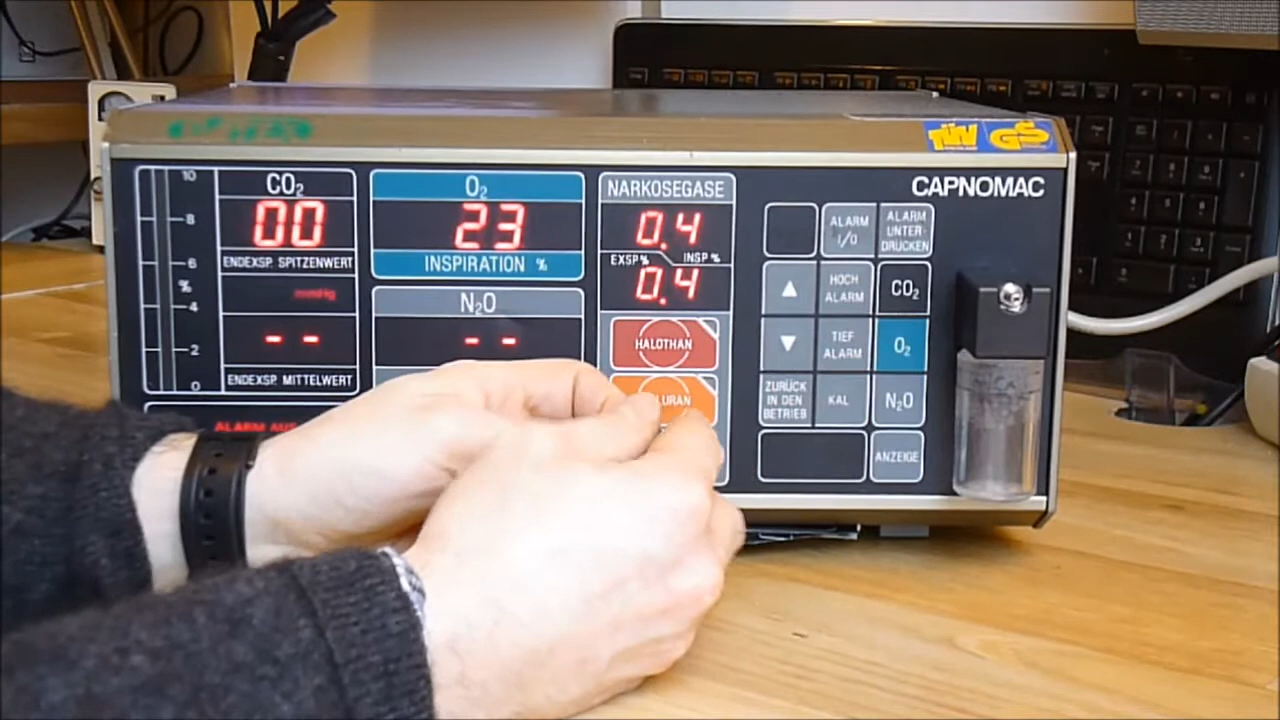 TÜV GS
CAPNOMAC
10
8
6
%
4
2
0
CO₂
00
ENDEXSP. SPITZENWERT
mmHg
- -
ENDEXSP. MITTELWERT
ALARM AUS
O₂
23
INSPIRATION %
N₂O
- -
NARKOSEGASE
0.4
EXSP % INSP %
0.4
HALOTHAN
LURAN
ALARM
I/O
ALARM
UNTER-
DRÜCKEN
HOCH
ALARM
CO₂
TIEF
ALARM
O₂
ZURÜCK
IN DEN
BETRIEB
KAL
N₂O
ANZEIGE